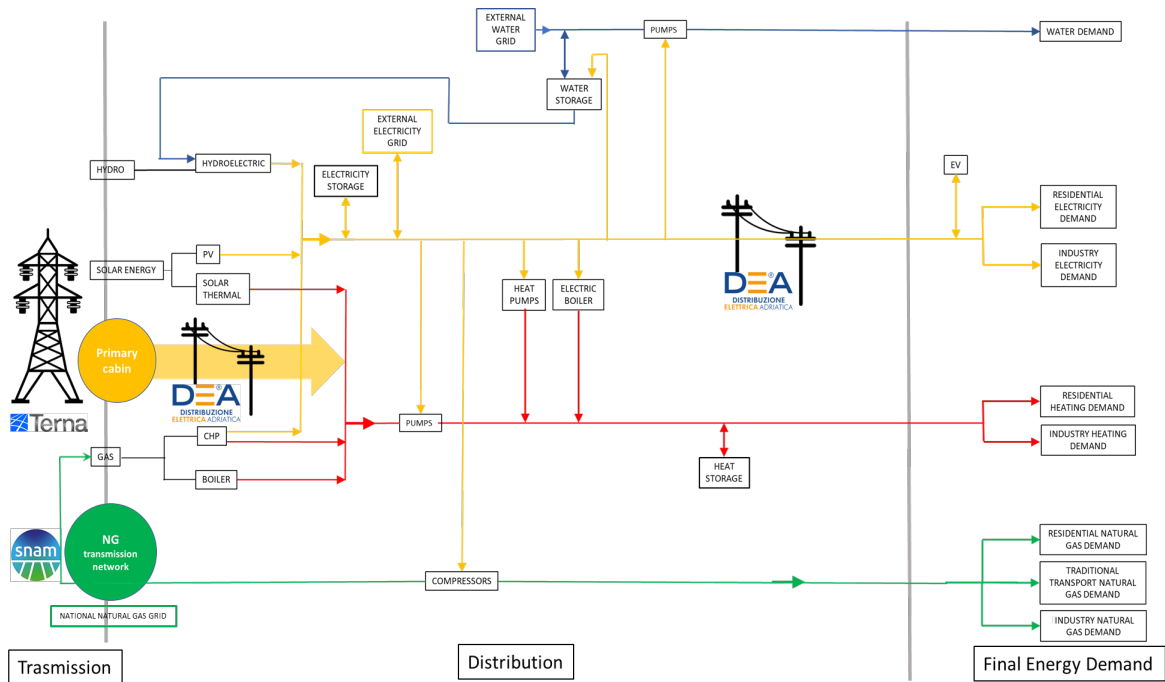 EXTERNAL
WATER
GRID
PUMPS
WATER DEMAND
WATER
STORAGE
EXTERNAL
ELECTRICITY
GRID
HYDRO
HYDROELECTRIC
ELECTRICITY
STORAGE
EV
RESIDENTIAL
ELECTRICITY
DEMAND
SOLAR ENERGY
PV
SOLAR
THERMAL
HEAT
PUMPS
ELECTRIC
BOILER
DEA®
DISTRIBUZIONE
ELETTRICA ADRIATICA
INDUSTRY
ELECTRICITY
DEMAND
Primary
cabin
DEA®
DISTRIBUZIONE
ELETTRICA ADRIATICA
Terna
GAS
CHP
BOILER
PUMPS
HEAT
STORAGE
RESIDENTIAL
HEATING DEMAND
INDUSTRY HEATING
DEMAND
snam
NG
transmission
network
COMPRESSORS
RESIDENTIAL NATURAL
GAS DEMAND
TRADITIONAL
TRANSPORT NATURAL
GAS DEMAND
INDUSTRY NATURAL
GAS DEMAND
NATIONAL NATURAL GAS GRID
Trasmission
Distribution
Final Energy Demand